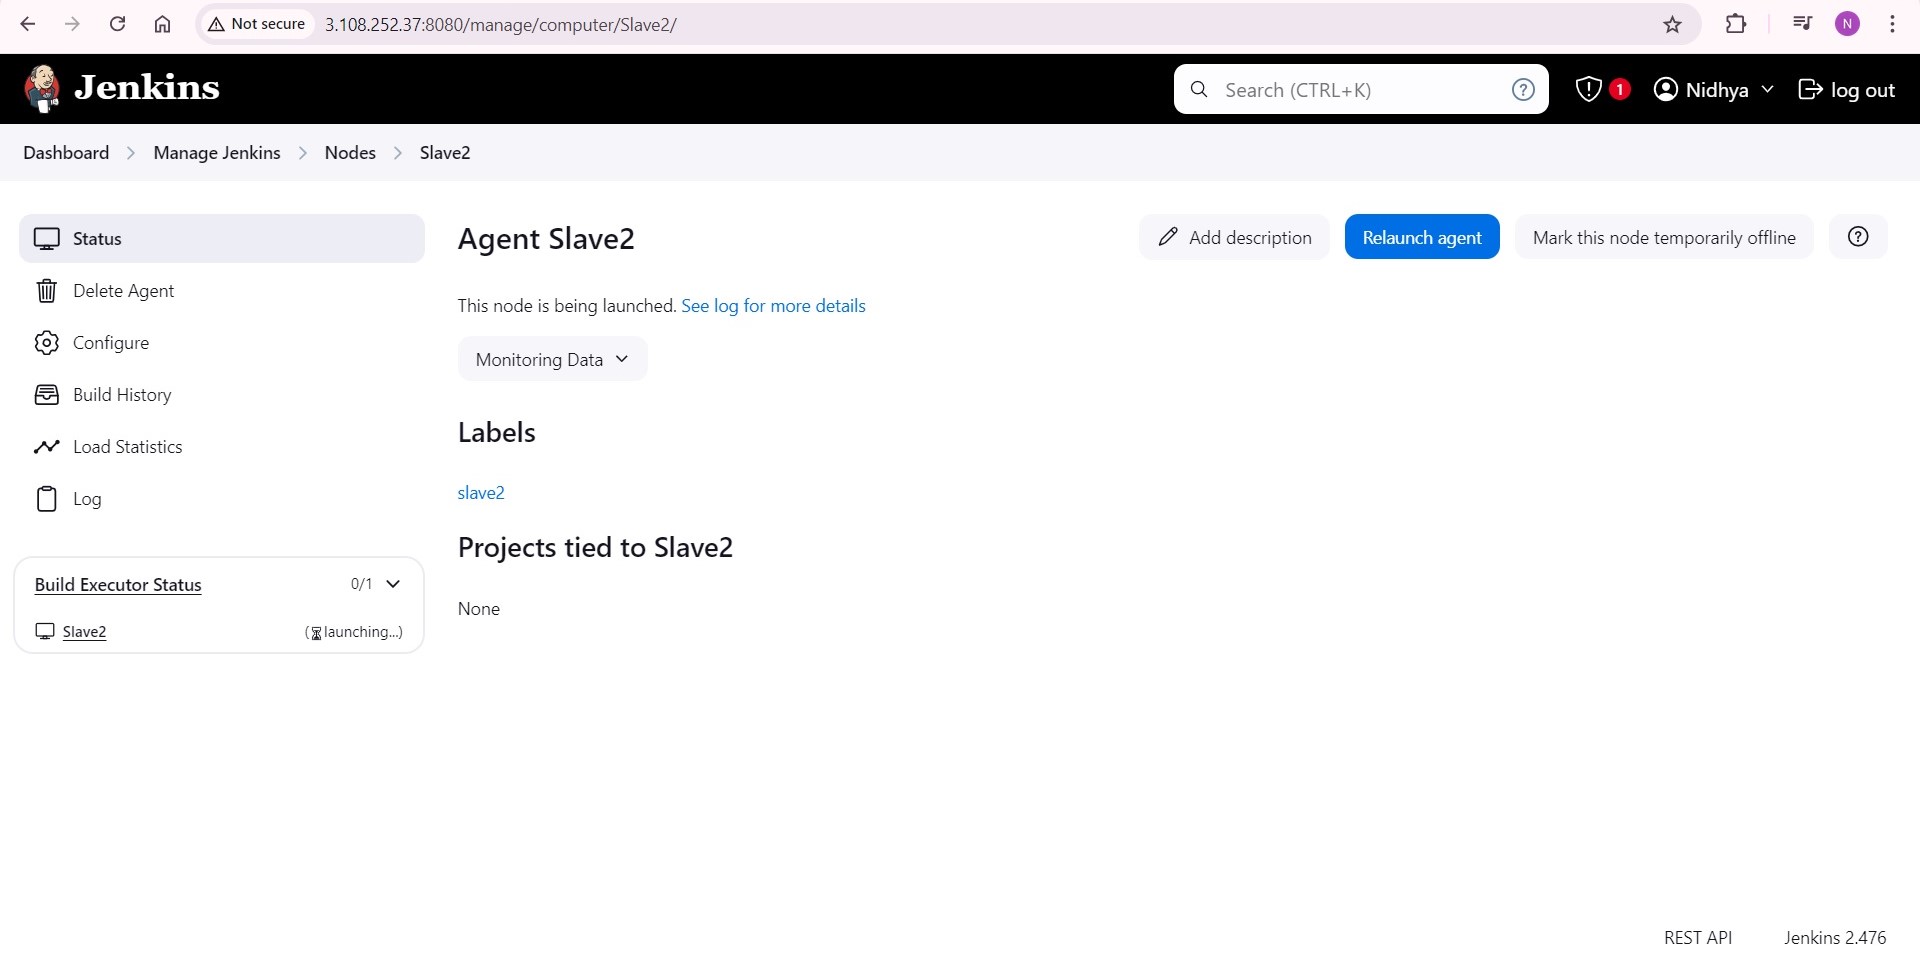 Not secure 3.108.252.37:8080/manage/computer/Slave2/ N
Jenkins Search (CTRL+K) ? 1 Nidhya log out
Dashboard > Manage Jenkins > Nodes > Slave2
Status
Delete Agent
Configure
Build History
Load Statistics
Log
Build Executor Status 0/1
Slave2 (launching...)
Agent Slave2
Add description Relaunch agent Mark this node temporarily offline ?
This node is being launched. See log for more details
Monitoring Data
Labels
slave2
Projects tied to Slave2
None
REST API Jenkins 2.476